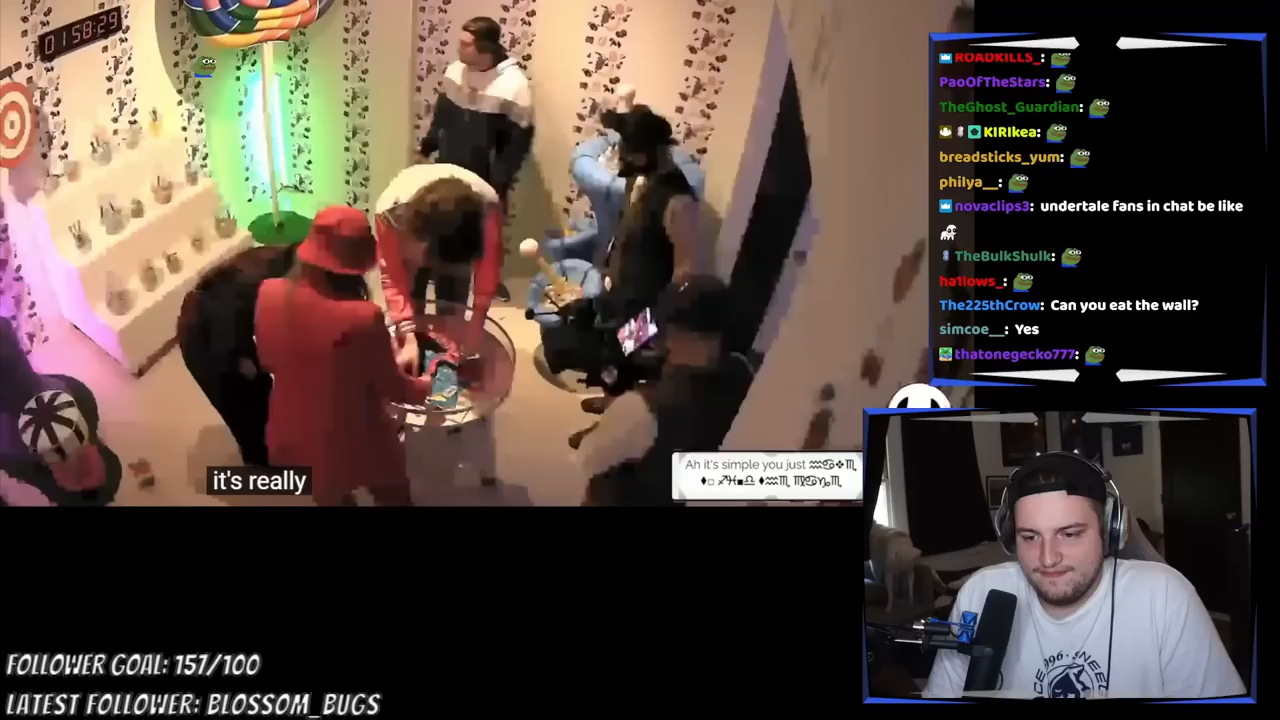 01:58:29
ROADKILLS_:
PaoOfTheStars:
TheGhost_Guardian:
KIRIkea:
breadsticks_yum:
philya__:
novaclips3: undertale fans in chat be like
TheBulkShulk:
ha1lows_:
The225thCrow: Can you eat the wall?
simcoe__: Yes
thatonegecko777:
it's really
Ah it's simple you just ♒♋❖♏
⧫□ ♐♓■♎ ⧫♒♏ ♍♋♑♏
FOLLOWER GOAL: 157/100
LATEST FOLLOWER: BLOSSOM_BUGS